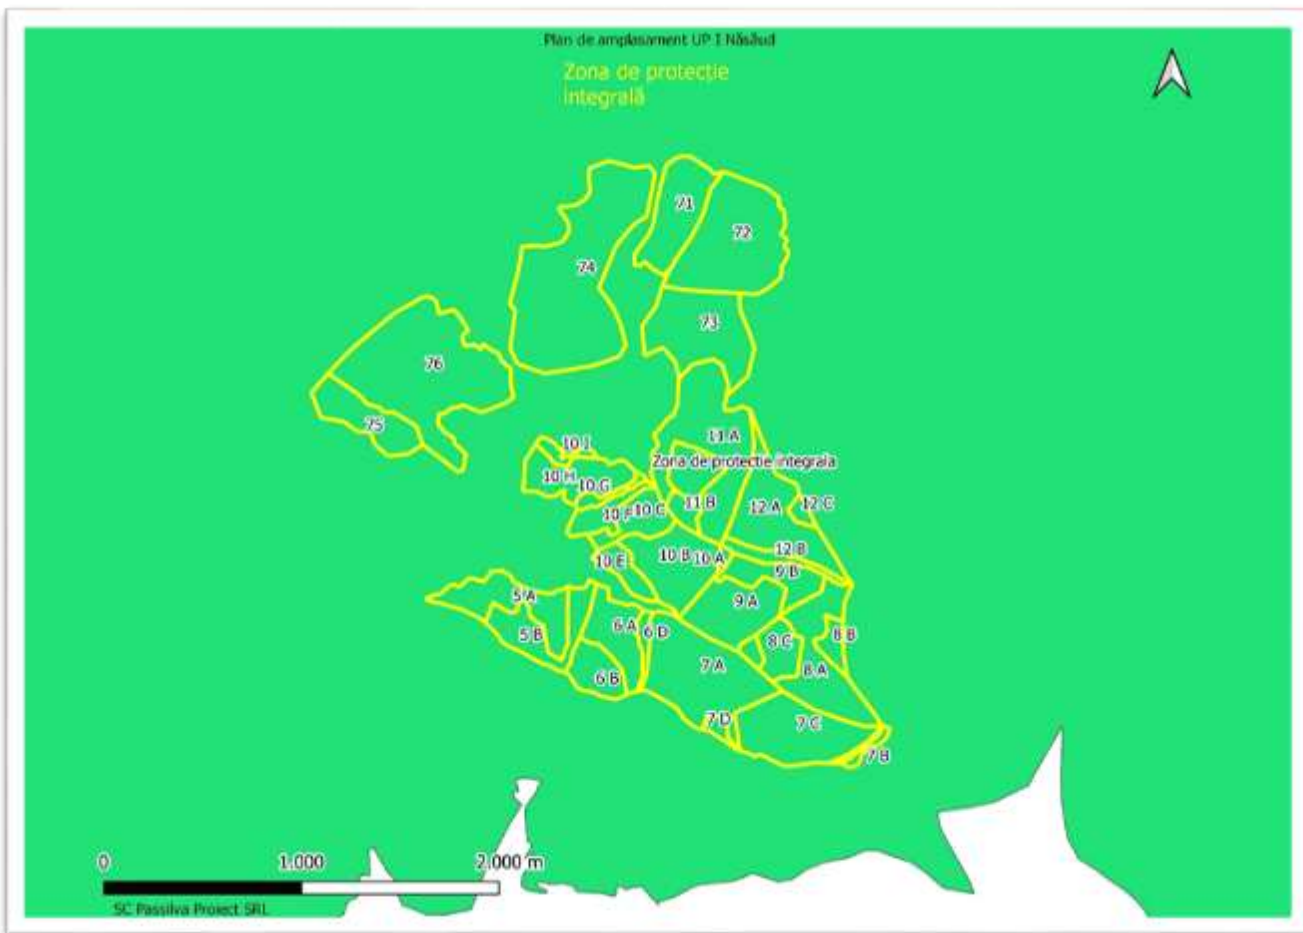 Plan de amplasament UP I Năsăud
Zona de protecție
integrală
71
72
74
73
76
75
11 A
10 I
Zona de protectie integrala
10 H
10 G
11 B
12 A
12 C
10 F
10 C
12 B
10 B
10 A
10 E
9 B
5 A
9 A
5 B
6 A
6 D
8 C
8 B
7 A
8 A
6 B
7 D
7 C
7 B
0
1.000
2.000 m
SC Passilva Proiect SRL